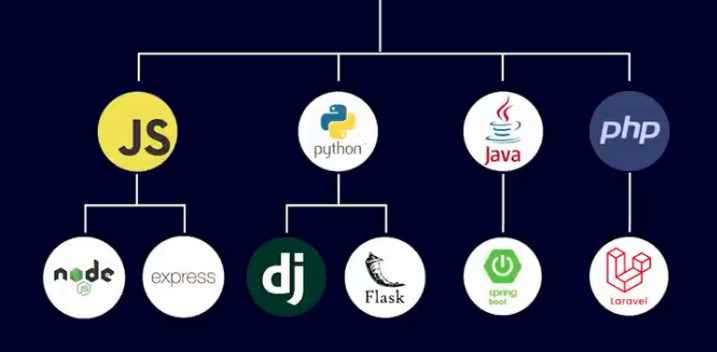 JS
python
Java
php
node
JS
express
dj
Flask
spring
boot
Laravel